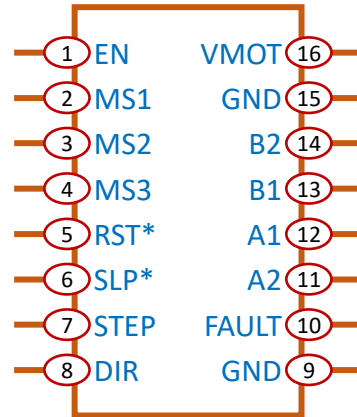 1 EN VMOT 16
2 MS1 GND 15
3 MS2 B2 14
4 MS3 B1 13
5 RST* A1 12
6 SLP* A2 11
7 STEP FAULT 10
8 DIR GND 9